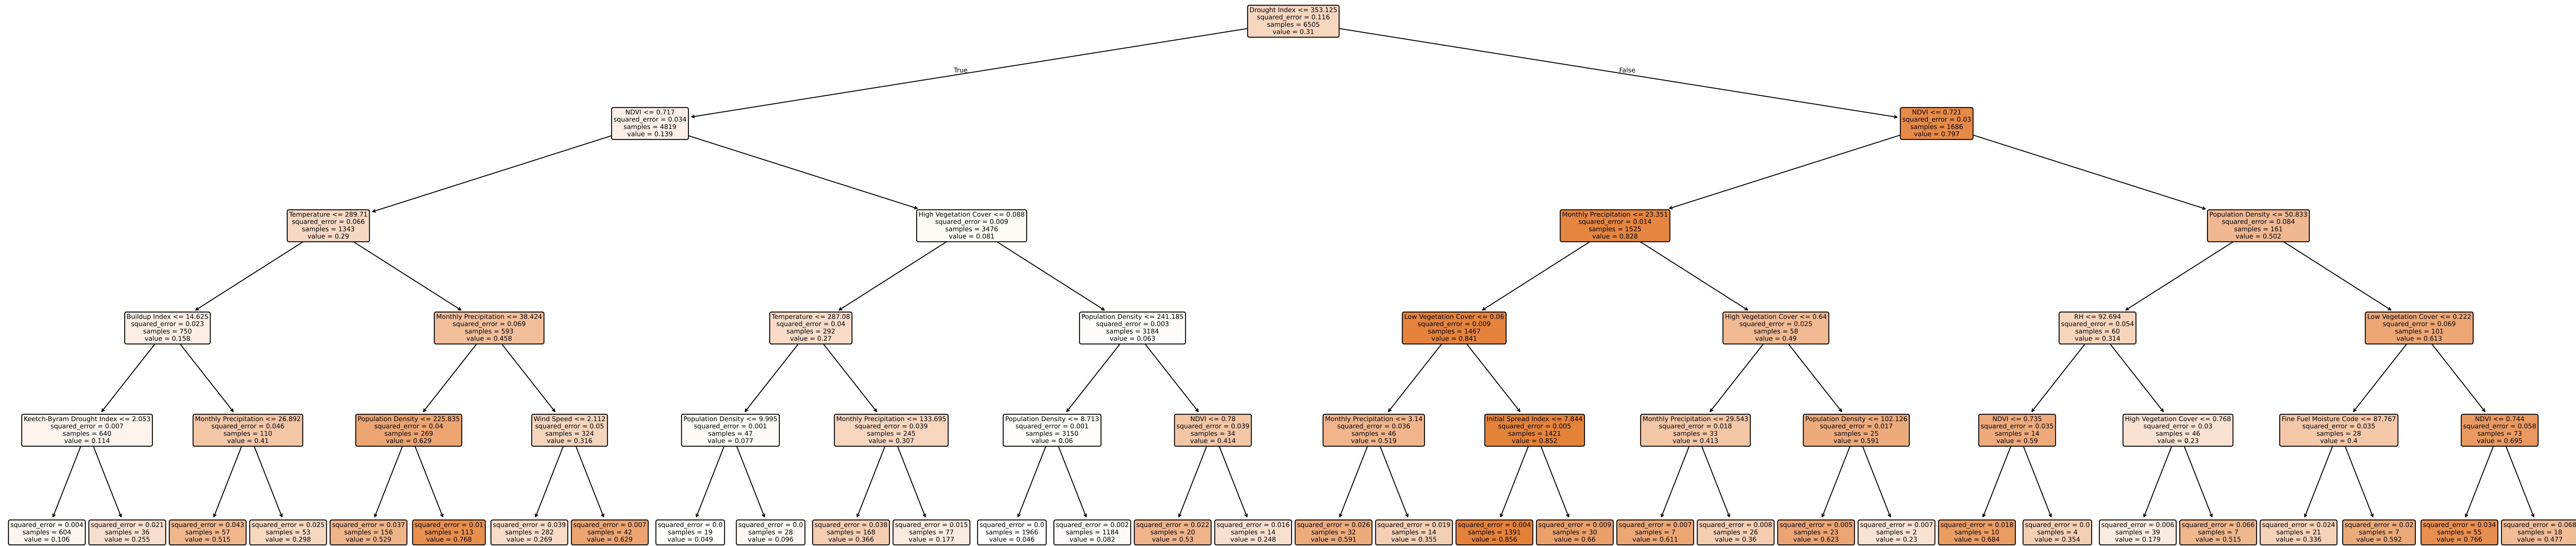 Drought Index <= 353.125
squared_error = 0.116
samples = 6505
value = 0.31
True
False
NDVI <= 0.717
squared_error = 0.034
samples = 4819
value = 0.139
NDVI <= 0.721
squared_error = 0.03
samples = 1686
value = 0.797
Temperature <= 289.71
squared_error = 0.066
samples = 1343
value = 0.29
High Vegetation Cover <= 0.088
squared_error = 0.009
samples = 3476
value = 0.081
Monthly Precipitation <= 23.351
squared_error = 0.014
samples = 1525
value = 0.828
Population Density <= 50.833
squared_error = 0.084
samples = 161
value = 0.502
Buildup Index <= 14.625
squared_error = 0.023
samples = 750
value = 0.158
Monthly Precipitation <= 38.424
squared_error = 0.069
samples = 593
value = 0.458
Temperature <= 287.08
squared_error = 0.04
samples = 292
value = 0.27
Population Density <= 241.185
squared_error = 0.003
samples = 3184
value = 0.063
Low Vegetation Cover <= 0.06
squared_error = 0.009
samples = 1467
value = 0.841
High Vegetation Cover <= 0.64
squared_error = 0.025
samples = 58
value = 0.49
RH <= 92.694
squared_error = 0.054
samples = 60
value = 0.314
Low Vegetation Cover <= 0.222
squared_error = 0.069
samples = 101
value = 0.613
Keetch-Byram Drought Index <= 2.053
squared_error = 0.007
samples = 640
value = 0.114
Monthly Precipitation <= 26.892
squared_error = 0.046
samples = 110
value = 0.41
Population Density <= 225.835
squared_error = 0.04
samples = 269
value = 0.629
Wind Speed <= 2.112
squared_error = 0.05
samples = 324
value = 0.316
Population Density <= 9.995
squared_error = 0.001
samples = 47
value = 0.077
Monthly Precipitation <= 133.695
squared_error = 0.039
samples = 245
value = 0.307
Population Density <= 8.713
squared_error = 0.001
samples = 3150
value = 0.06
NDVI <= 0.78
squared_error = 0.039
samples = 34
value = 0.414
Monthly Precipitation <= 3.14
squared_error = 0.036
samples = 46
value = 0.519
Initial Spread Index <= 7.844
squared_error = 0.005
samples = 1421
value = 0.852
Monthly Precipitation <= 29.543
squared_error = 0.018
samples = 33
value = 0.413
Population Density <= 102.126
squared_error = 0.017
samples = 25
value = 0.591
NDVI <= 0.735
squared_error = 0.035
samples = 14
value = 0.59
High Vegetation Cover <= 0.768
squared_error = 0.03
samples = 46
value = 0.23
Fine Fuel Moisture Code <= 87.767
squared_error = 0.035
samples = 28
value = 0.4
NDVI <= 0.744
squared_error = 0.058
samples = 73
value = 0.695
squared_error = 0.004
samples = 604
value = 0.106
squared_error = 0.021
samples = 36
value = 0.255
squared_error = 0.043
samples = 57
value = 0.515
squared_error = 0.025
samples = 53
value = 0.298
squared_error = 0.037
samples = 156
value = 0.529
squared_error = 0.01
samples = 113
value = 0.768
squared_error = 0.039
samples = 282
value = 0.269
squared_error = 0.007
samples = 42
value = 0.629
squared_error = 0.0
samples = 19
value = 0.049
squared_error = 0.0
samples = 28
value = 0.096
squared_error = 0.038
samples = 168
value = 0.366
squared_error = 0.015
samples = 77
value = 0.177
squared_error = 0.0
samples = 1966
value = 0.046
squared_error = 0.002
samples = 1184
value = 0.082
squared_error = 0.022
samples = 20
value = 0.53
squared_error = 0.016
samples = 14
value = 0.248
squared_error = 0.026
samples = 32
value = 0.591
squared_error = 0.019
samples = 14
value = 0.355
squared_error = 0.004
samples = 1391
value = 0.856
squared_error = 0.009
samples = 30
value = 0.66
squared_error = 0.007
samples = 7
value = 0.611
squared_error = 0.008
samples = 26
value = 0.36
squared_error = 0.005
samples = 23
value = 0.623
squared_error = 0.007
samples = 2
value = 0.23
squared_error = 0.018
samples = 10
value = 0.684
squared_error = 0.0
samples = 4
value = 0.354
squared_error = 0.006
samples = 39
value = 0.179
squared_error = 0.066
samples = 7
value = 0.515
squared_error = 0.024
samples = 21
value = 0.336
squared_error = 0.02
samples = 7
value = 0.592
squared_error = 0.034
samples = 55
value = 0.766
squared_error = 0.068
samples = 18
value = 0.477